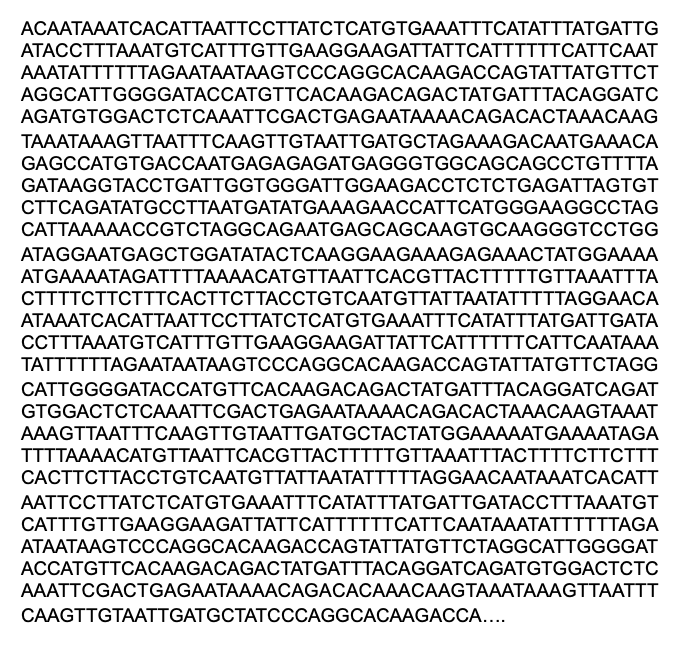 ACAATAAATCACATTAATTCCTTATCTCATGTGAAATTTCATATTTATGATTG
ATACCTTTAAATGTCATTTGTTGAAGGAAGATTATTCATTTTTTCATTCAAT
AAATATTTTTTAGAATAATAAGTCCCAGGCACAAGACCAGTATTATGTTCT
AGGCATTGGGGATACCATGTTCACAAGACAGACTATGATTTACAGGATC
AGATGTGGACTCTCAAATTCGACTGAGAATAAAACAGACACTAAACAAG
TAAATAAAGTTAATTTCAAGTTGTAATTGATGCTAGAAAGACAATGAAACA
GAGCCATGTGACCAATGAGAGAGATGAGGGTGGCAGCAGCCTGTTTTA
GATAAGGTACCTGATTGGTGGGATTGGAAGACCTCTCTGAGATTAGTGT
CTTCAGATATGCCTTAATGATATGAAAGAACCATTCATGGGAAGGCCTAG
CATTAAAAACCGTCTAGGCAGAATGAGCAGCAAGTGCAAGGGTCCTGG
ATAGGAATGAGCTGGATATACTCAAGGAAGAAAGAGAAACTATGGAAAA
ATGAAAATAGATTTTAAAACATGTTAATTCACGTTACTTTTTGTTAAATTTA
CTTTTCTTCTTTCACTTCTTACCTGTCAATGTTATTAATATTTTTAGGAACA
ATAAATCACATTAATTCCTTATCTCATGTGAAATTTCATATTTATGATTGATA
CCTTTAAATGTCATTTGTTGAAGGAAGATTATTCATTTTTTCATTCAATAAA
TATTTTTTAGAATAATAAGTCCCAGGCACAAGACCAGTATTATGTTCTAGG
CATTGGGGATACCATGTTCACAAGACAGACTATGATTTACAGGATCAGAT
GTGGACTCTCAAATTCGACTGAGAATAAAACAGACACTAAACAAGTAAAT
AAAGTTAATTTCAAGTTGTAATTGATGCTACTATGGAAAAATGAAAATAGA
TTTTAAAACATGTTAATTCACGTTACTTTTTGTTAAATTTACTTTTCTTCTTT
CACTTCTTACCTGTCAATGTTATTAATATTTTTAGGAACAATAAATCACATT
AATTCCTTATCTCATGTGAAATTTCATATTTATGATTGATACCTTTAAATGT
CATTTGTTGAAGGAAGATTATTCATTTTTTCATTCAATAAATATTTTTTAGA
ATAATAAGTCCCAGGCACAAGACCAGTATTATGTTCTAGGCATTGGGGAT
ACCATGTTCACAAGACAGACTATGATTTACAGGATCAGATGTGGACTCTC
AAATTCGACTGAGAATAAAACAGACACAAACAAGTAAATAAAGTTAATTT
CAAGTTGTAATTGATGCTATCCCAGGCACAAGACCA....